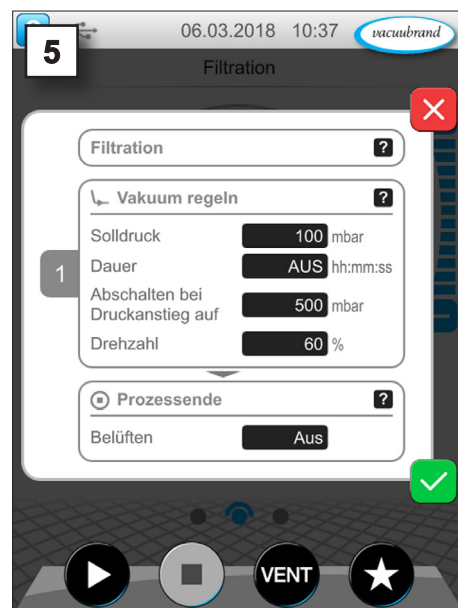 5
06.03.2018 10:37 vacuubrand
Filtration
Filtration ?
Vakuum regeln ?
1
Solldruck 100 mbar
Dauer AUS hh:mm:ss
Abschalten bei
Druckanstieg auf 500 mbar
Drehzahl 60 %
Prozessende ?
Belüften Aus
VENT